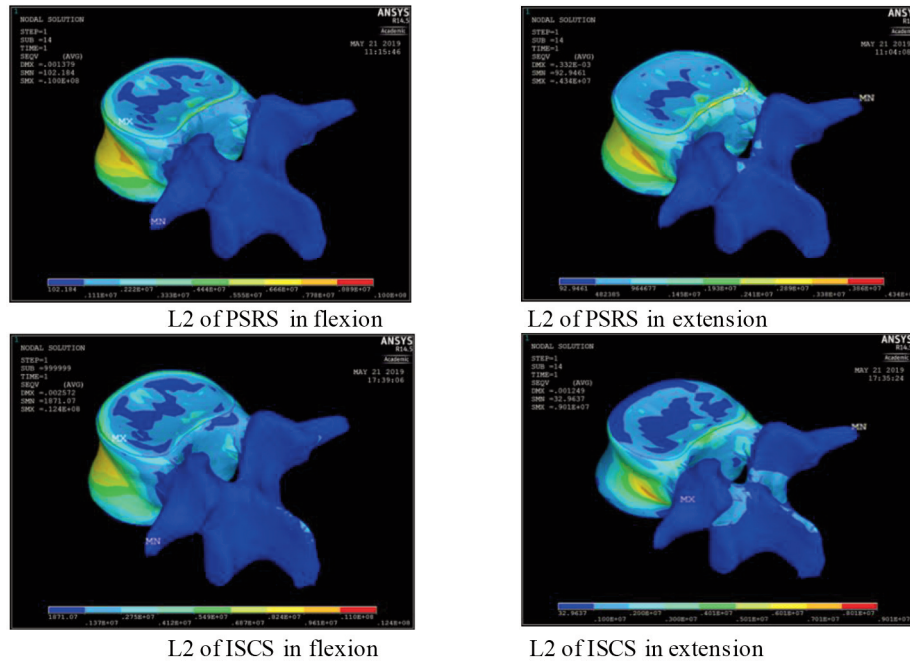 1
NODAL SOLUTION
STEP=1
SUB =14
TIME=1
SEQV (AVG)
DMX =.001379
SMN =102.184
SMX =.100E+08
ANSYS
R14.5
Academic
MAY 21 2019
11:15:46
MX
MN
102.184 .222E+07 .444E+07 .666E+07 .889E+07
.111E+07 .333E+07 .555E+07 .778E+07 .100E+08
L2 of PSRS in flexion
1
NODAL SOLUTION
STEP=1
SUB =14
TIME=1
SEQV (AVG)
DMX =.332E-03
SMN =92.9461
SMX =.434E+07
ANSYS
R14.5
Academic
MAY 21 2019
11:04:08
MX
MN
92.9461 964677 .193E+07 .289E+07 .386E+07
482385 .145E+07 .241E+07 .338E+07 .434E+
L2 of PSRS in extension
1
NODAL SOLUTION
STEP=1
SUB =999999
TIME=1
SEQV (AVG)
DMX =.002572
SMN =1871.07
SMX =.124E+08
ANSYS
R14.5
Academic
MAY 21 2019
17:39:06
MX
MN
1871.07 .275E+07 .549E+07 .824E+07 .110E+08
.137E+07 .412E+07 .687E+07 .961E+07 .124E+08
L2 of ISCS in flexion
1
NODAL SOLUTION
STEP=1
SUB =14
TIME=1
SEQV (AVG)
DMX =.001249
SMN =32.9637
SMX =.901E+07
ANSYS
R14.5
Academic
MAY 21 2019
17:35:24
MX
MN
32.9637 .200E+07 .401E+07 .601E+07 .801E+07
.100E+07 .300E+07 .501E+07 .701E+07 .901E+07
L2 of ISCS in extension